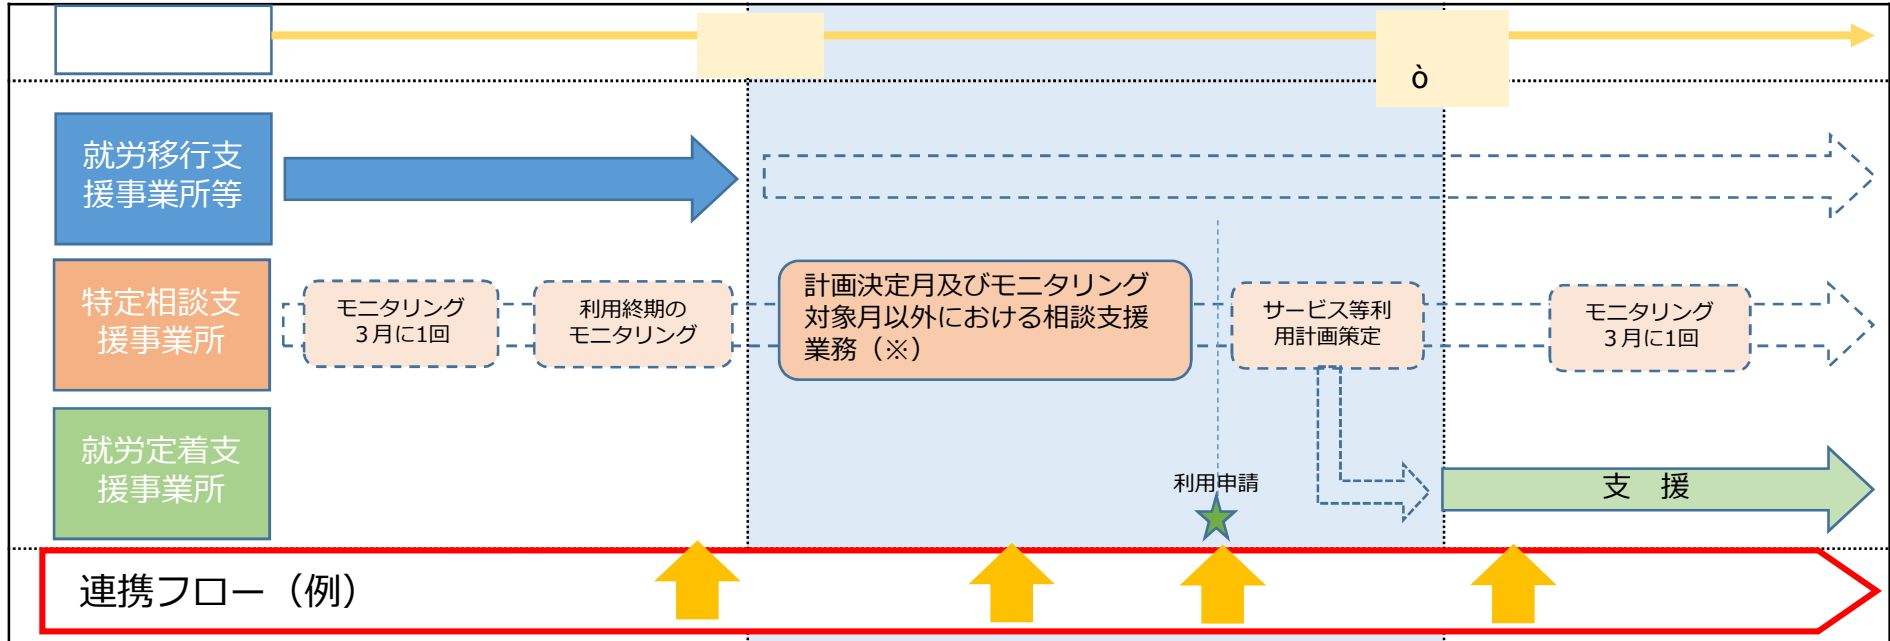 ò
就労移行支
援事業所等
特定相談支
援事業所
モニタリング
３月に1回
利用終期の
モニタリング
計画決定月及びモニタリング
対象月以外における相談支援
業務（※）
サービス等利
用計画策定
モニタリング
３月に1回
就労定着支
援事業所
利用申請
支　援
連携フロー（例）